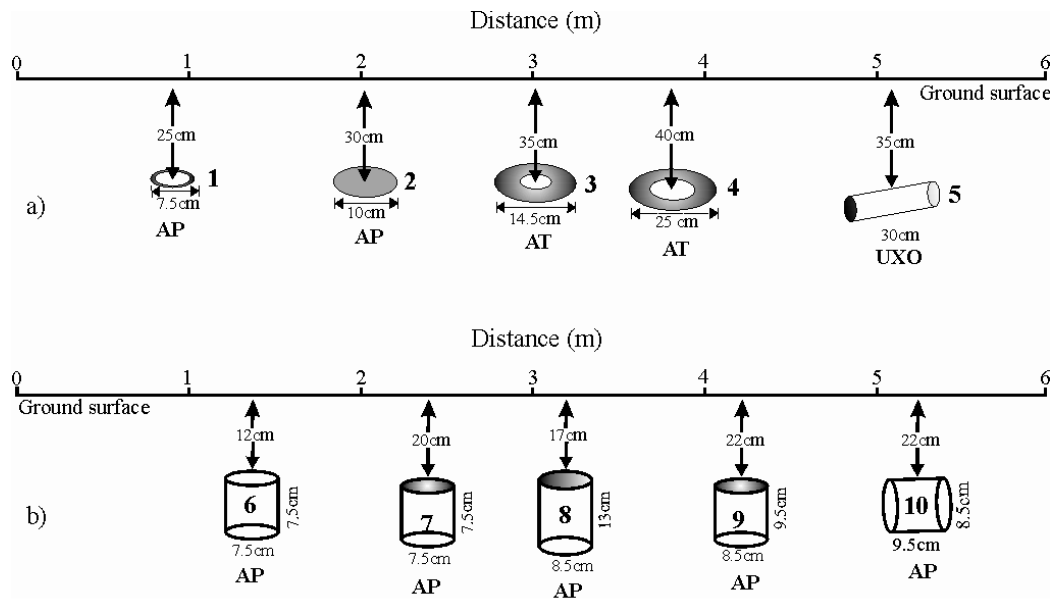 Distance (m)
0 1 2 3 4 5 6
Ground surface
25cm 30cm 35cm 40cm 35cm
1 2 3 4 5
a)
7.5cm 10cm 14.5cm 25 cm 30cm
AP AP AT AT UXO
Distance (m)
0 1 2 3 4 5 6
Ground surface
12cm 20cm 17cm 22cm 22cm
6 7.5cm 7 7.5cm 8 13cm 9 9.5cm 10 8.5cm
b)
7.5cm 7.5cm 8.5cm 8.5cm 9.5cm
AP AP AP AP AP